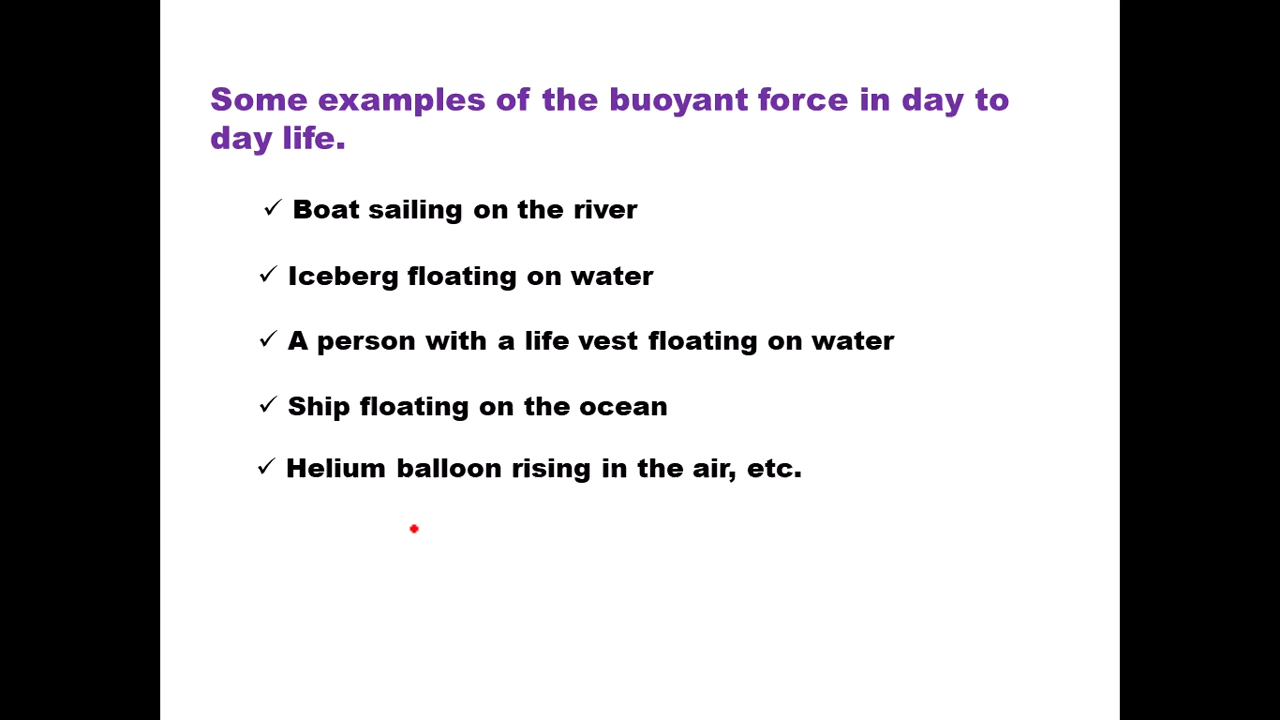 Some examples of the buoyant force in day to
day life.
✓ Boat sailing on the river
✓ Iceberg floating on water
✓ A person with a life vest floating on water
✓ Ship floating on the ocean
✓ Helium balloon rising in the air, etc.